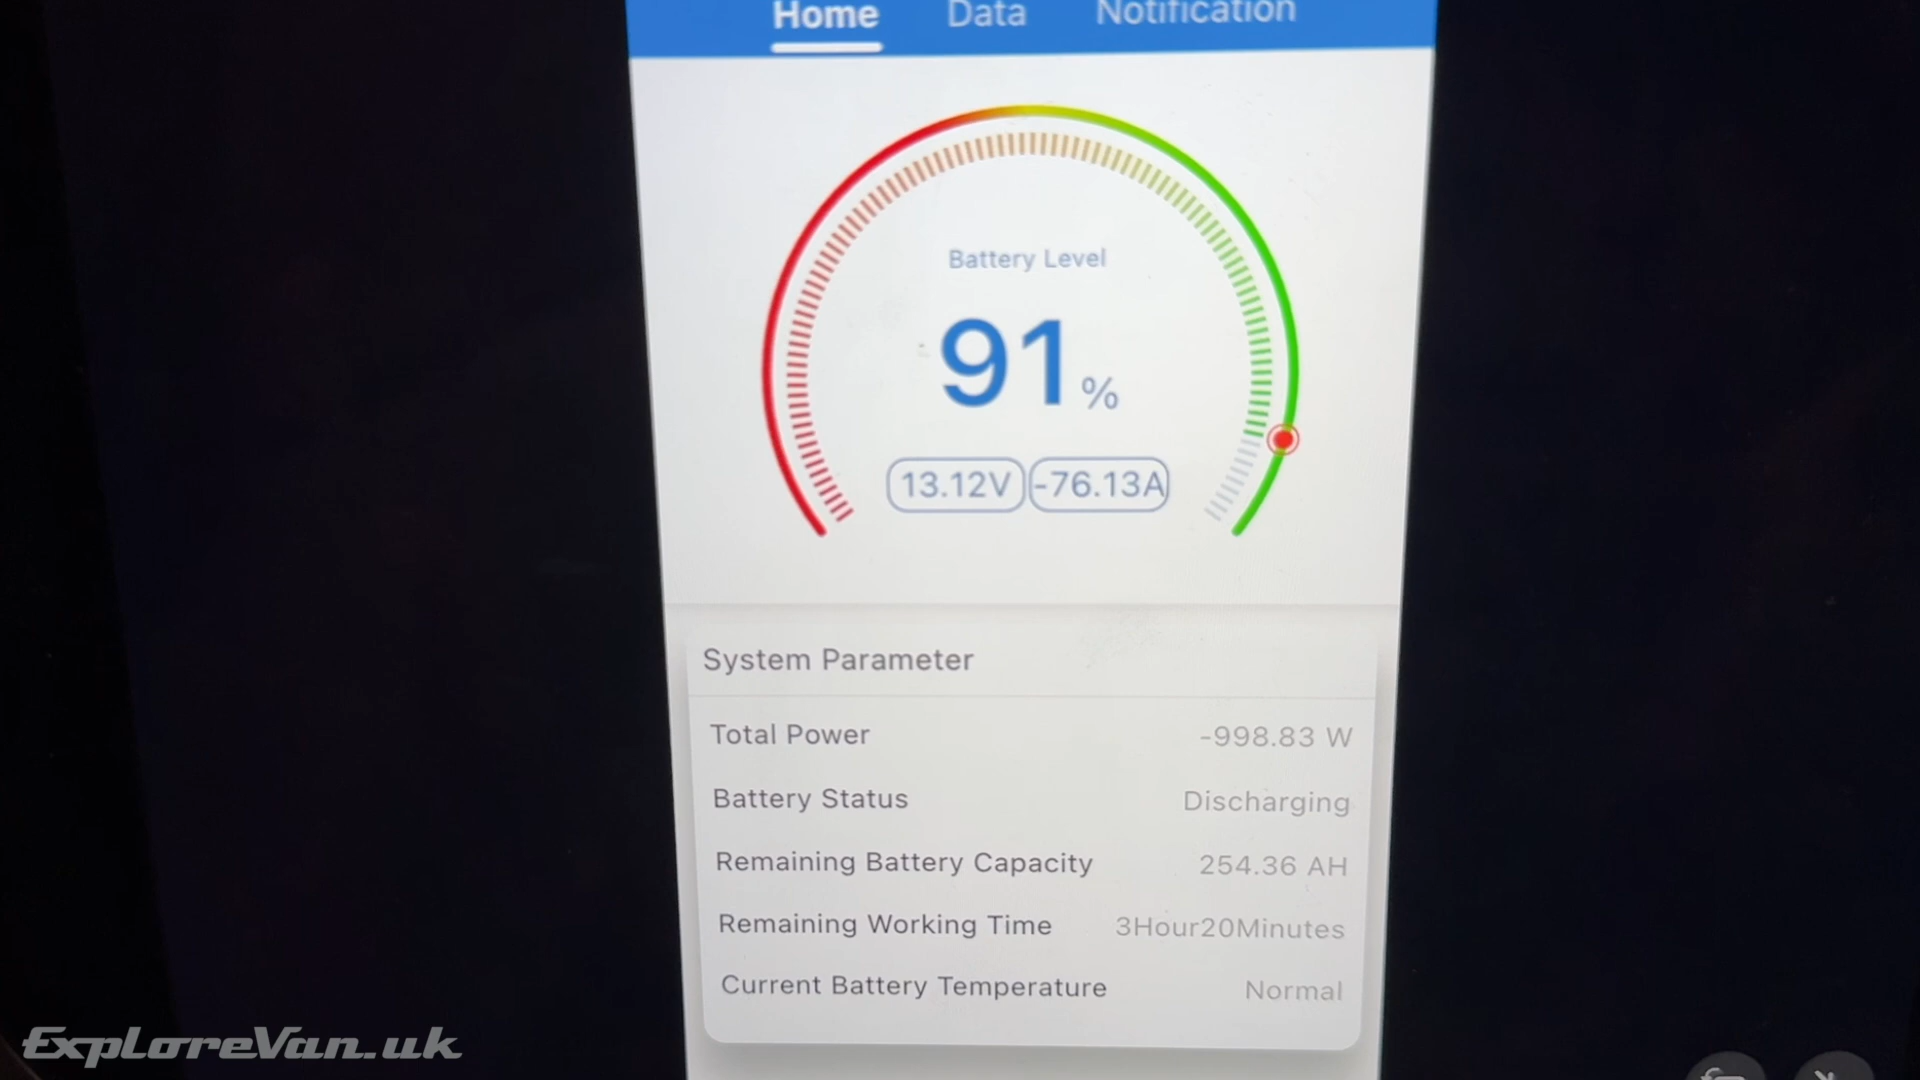 Home Data Notification
Battery Level
91 %
13.12V -76.13A
System Parameter
Total Power -998.83 W
Battery Status Discharging
Remaining Battery Capacity 254.36 AH
Remaining Working Time 3Hour20Minutes
Current Battery Temperature Normal
ExploreVan.uk